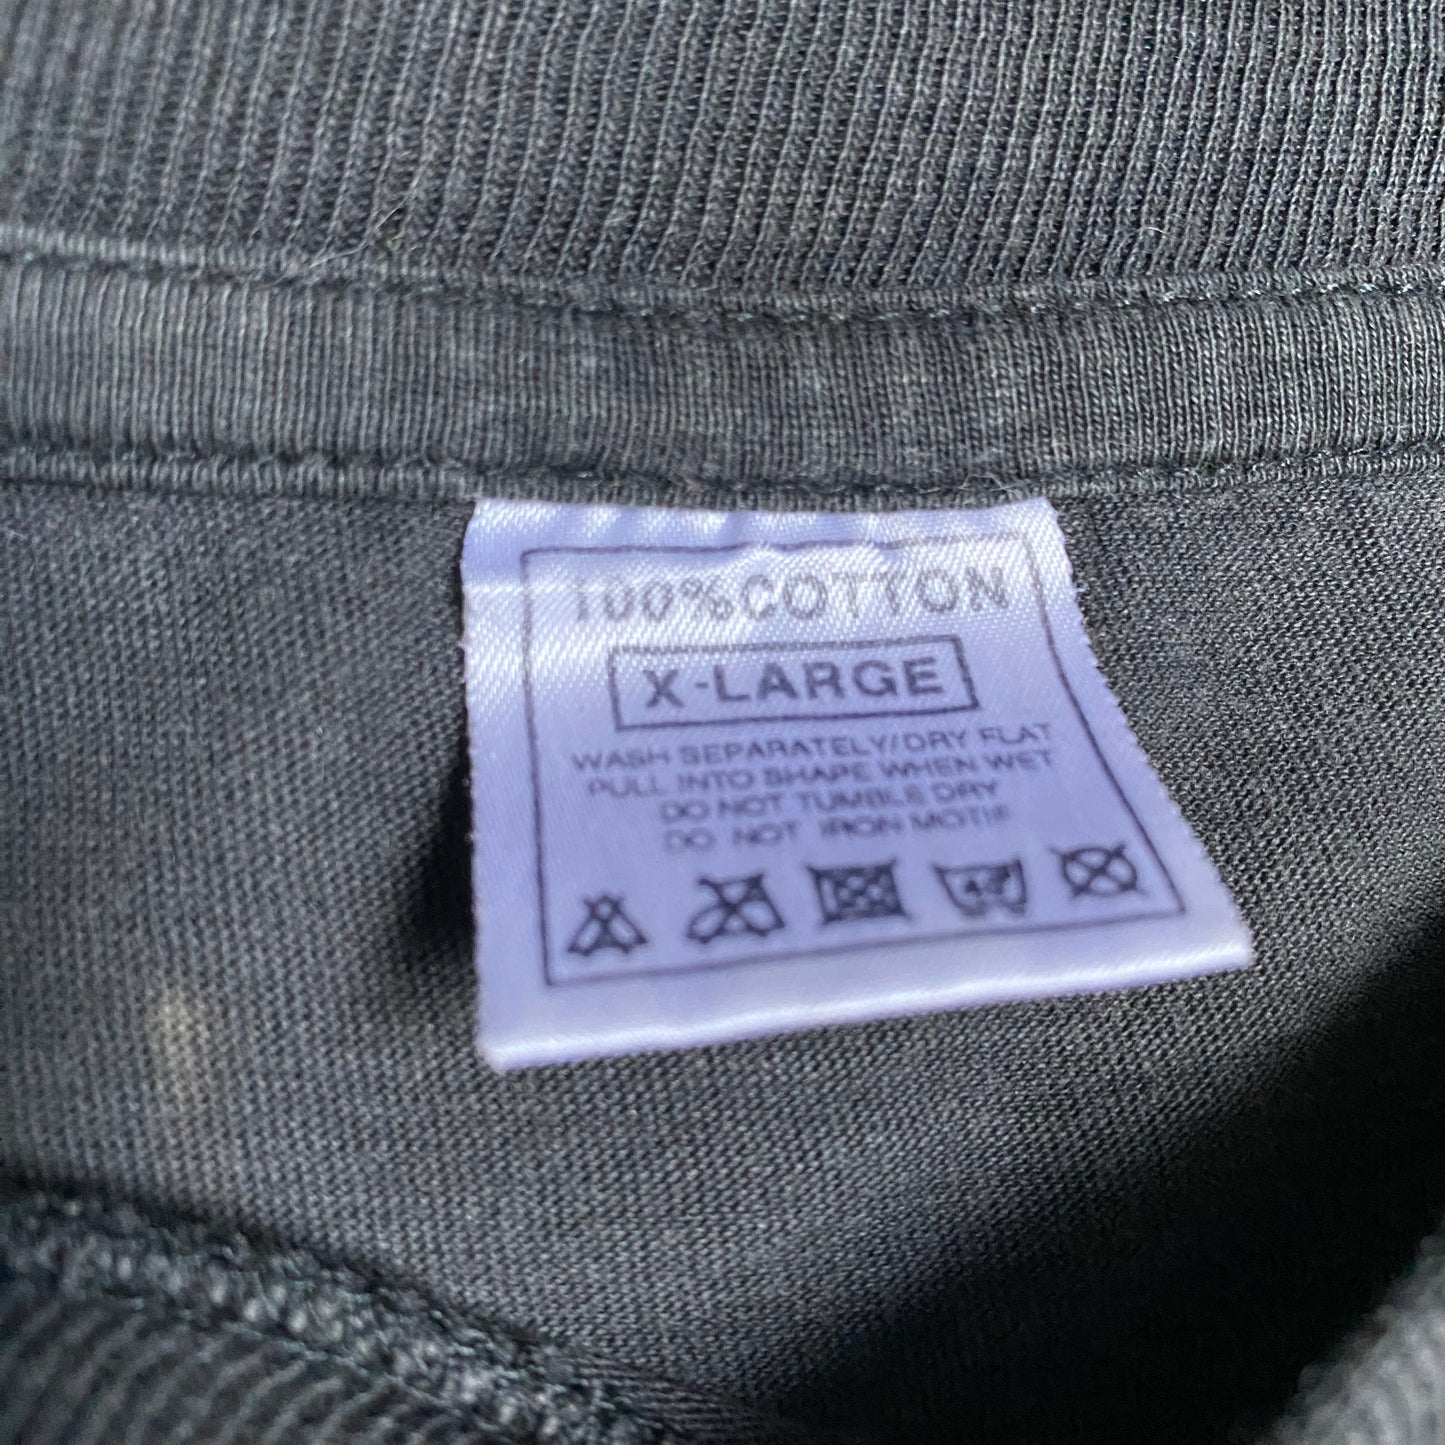 100%COTTON
X-LARGE
WASH SEPARATELY/DRY FLAT
PULL INTO SHAPE WHEN WET
DO NOT TUMBLE DRY
DO NOT IRON MOTIF